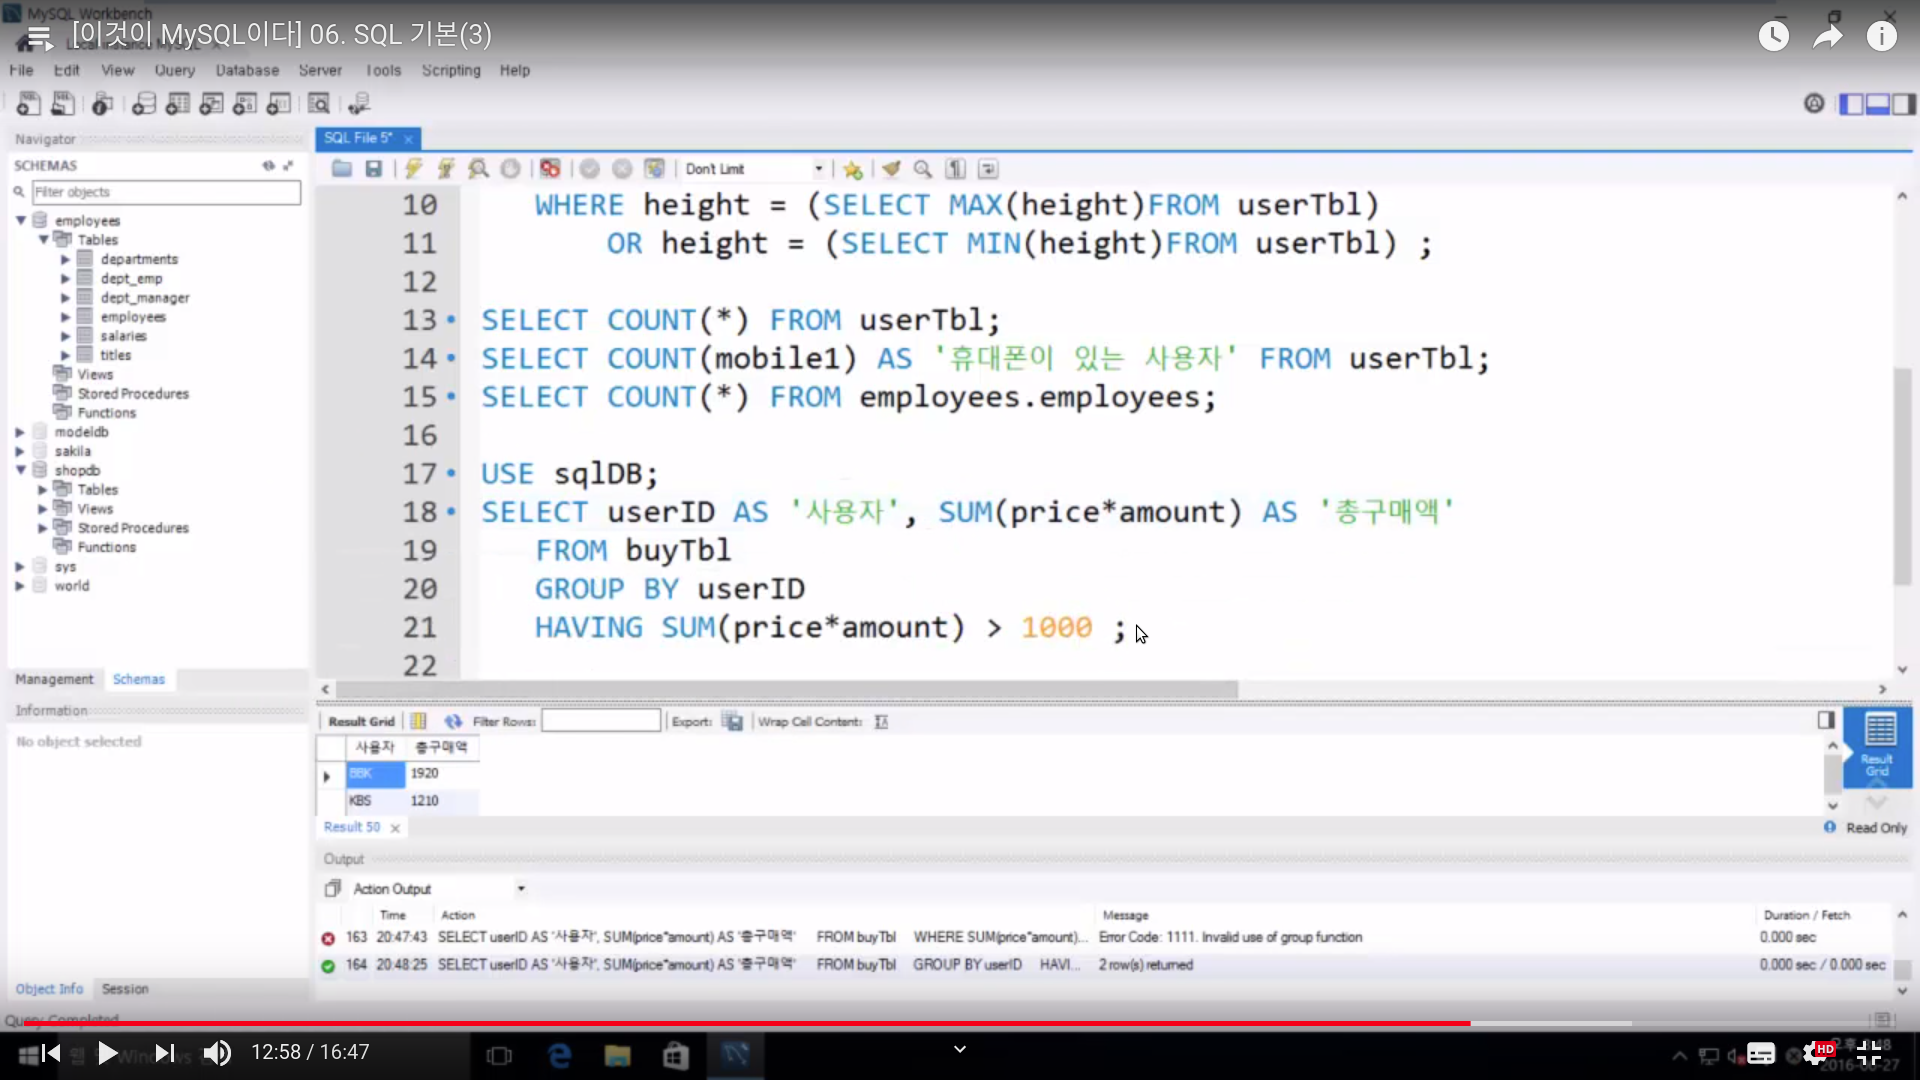 MySQL Workbench
[이것이 MySQL이다] 06. SQL 기본(3)
File Edit View Query Database Server Tools Scripting Help
Navigator
SQL File 5*
SCHEMAS
Don't Limit
Filter objects
employees
Tables
departments
dept_emp
dept_manager
employees
salaries
titles
Views
Stored Procedures
Functions
modeldb
sakila
shopdb
Tables
Views
Stored Procedures
Functions
sys
world
Management Schemas
Information
No object selected
Object Info Session
10 WHERE height = (SELECT MAX(height)FROM userTbl)
11 OR height = (SELECT MIN(height)FROM userTbl) ;
12
13 SELECT COUNT(*) FROM userTbl;
14 SELECT COUNT(mobile1) AS '휴대폰이 있는 사용자' FROM userTbl;
15 SELECT COUNT(*) FROM employees.employees;
16
17 USE sqlDB;
18 SELECT userID AS '사용자', SUM(price*amount) AS '총구매액'
19 FROM buyTbl
20 GROUP BY userID
21 HAVING SUM(price*amount) > 1000 ;
22
Result Grid Filter Rows: Export: Wrap Cell Content:
사용자 총구매액
BBK 1920
KBS 1210
Result Grid
Result 50
Read Only
Output
Action Output
Time Action Message Duration / Fetch
163 20:47:43 SELECT userID AS '사용자', SUM(price*amount) AS '총구매액' FROM buyTbl WHERE SUM(price*amount)... Error Code: 1111. Invalid use of group function 0.000 sec
164 20:48:25 SELECT userID AS '사용자', SUM(price*amount) AS '총구매액' FROM buyTbl GROUP BY userID HAVI... 2 row(s) returned 0.000 sec / 0.000 sec
Query Completed
12:58 / 16:47
HD